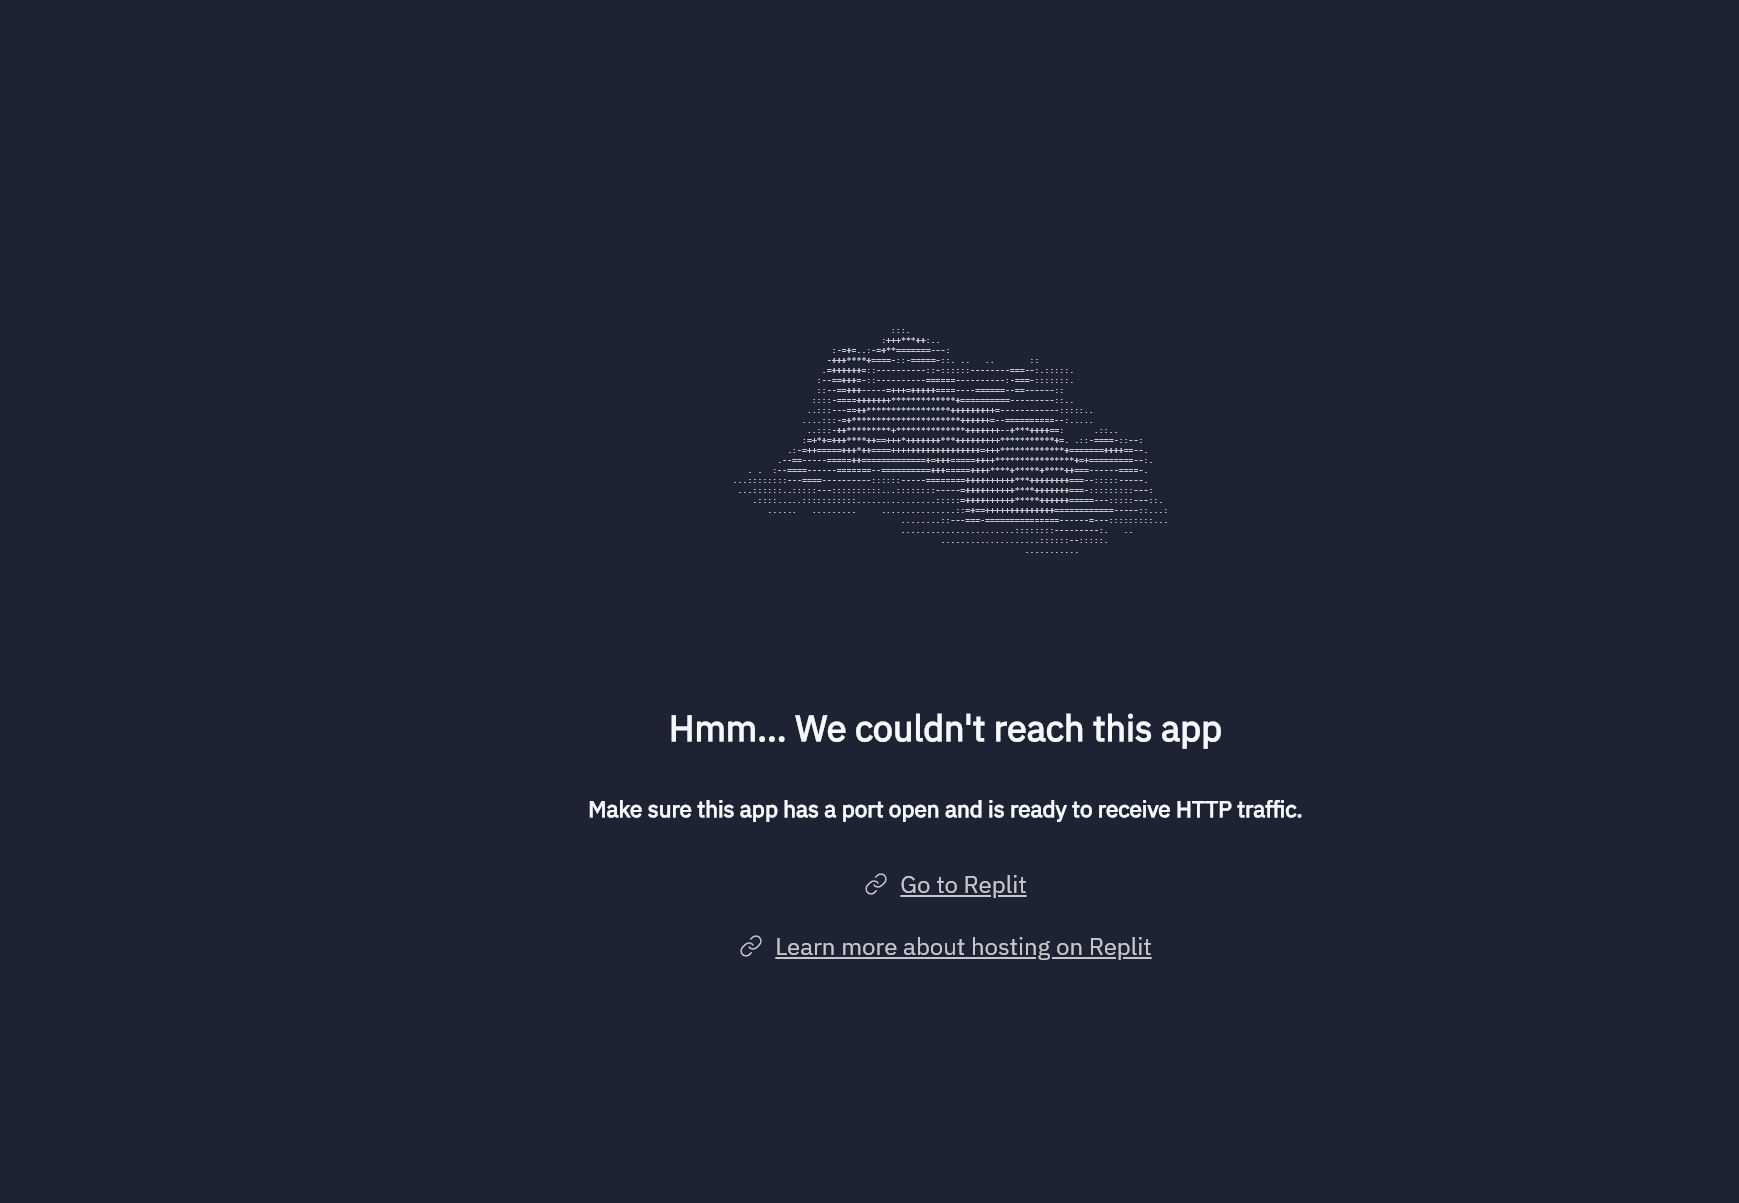 Hmm... We couldn't reach this app
Make sure this app has a port open and is ready to receive HTTP traffic.
Go to Replit
Learn more about hosting on Replit